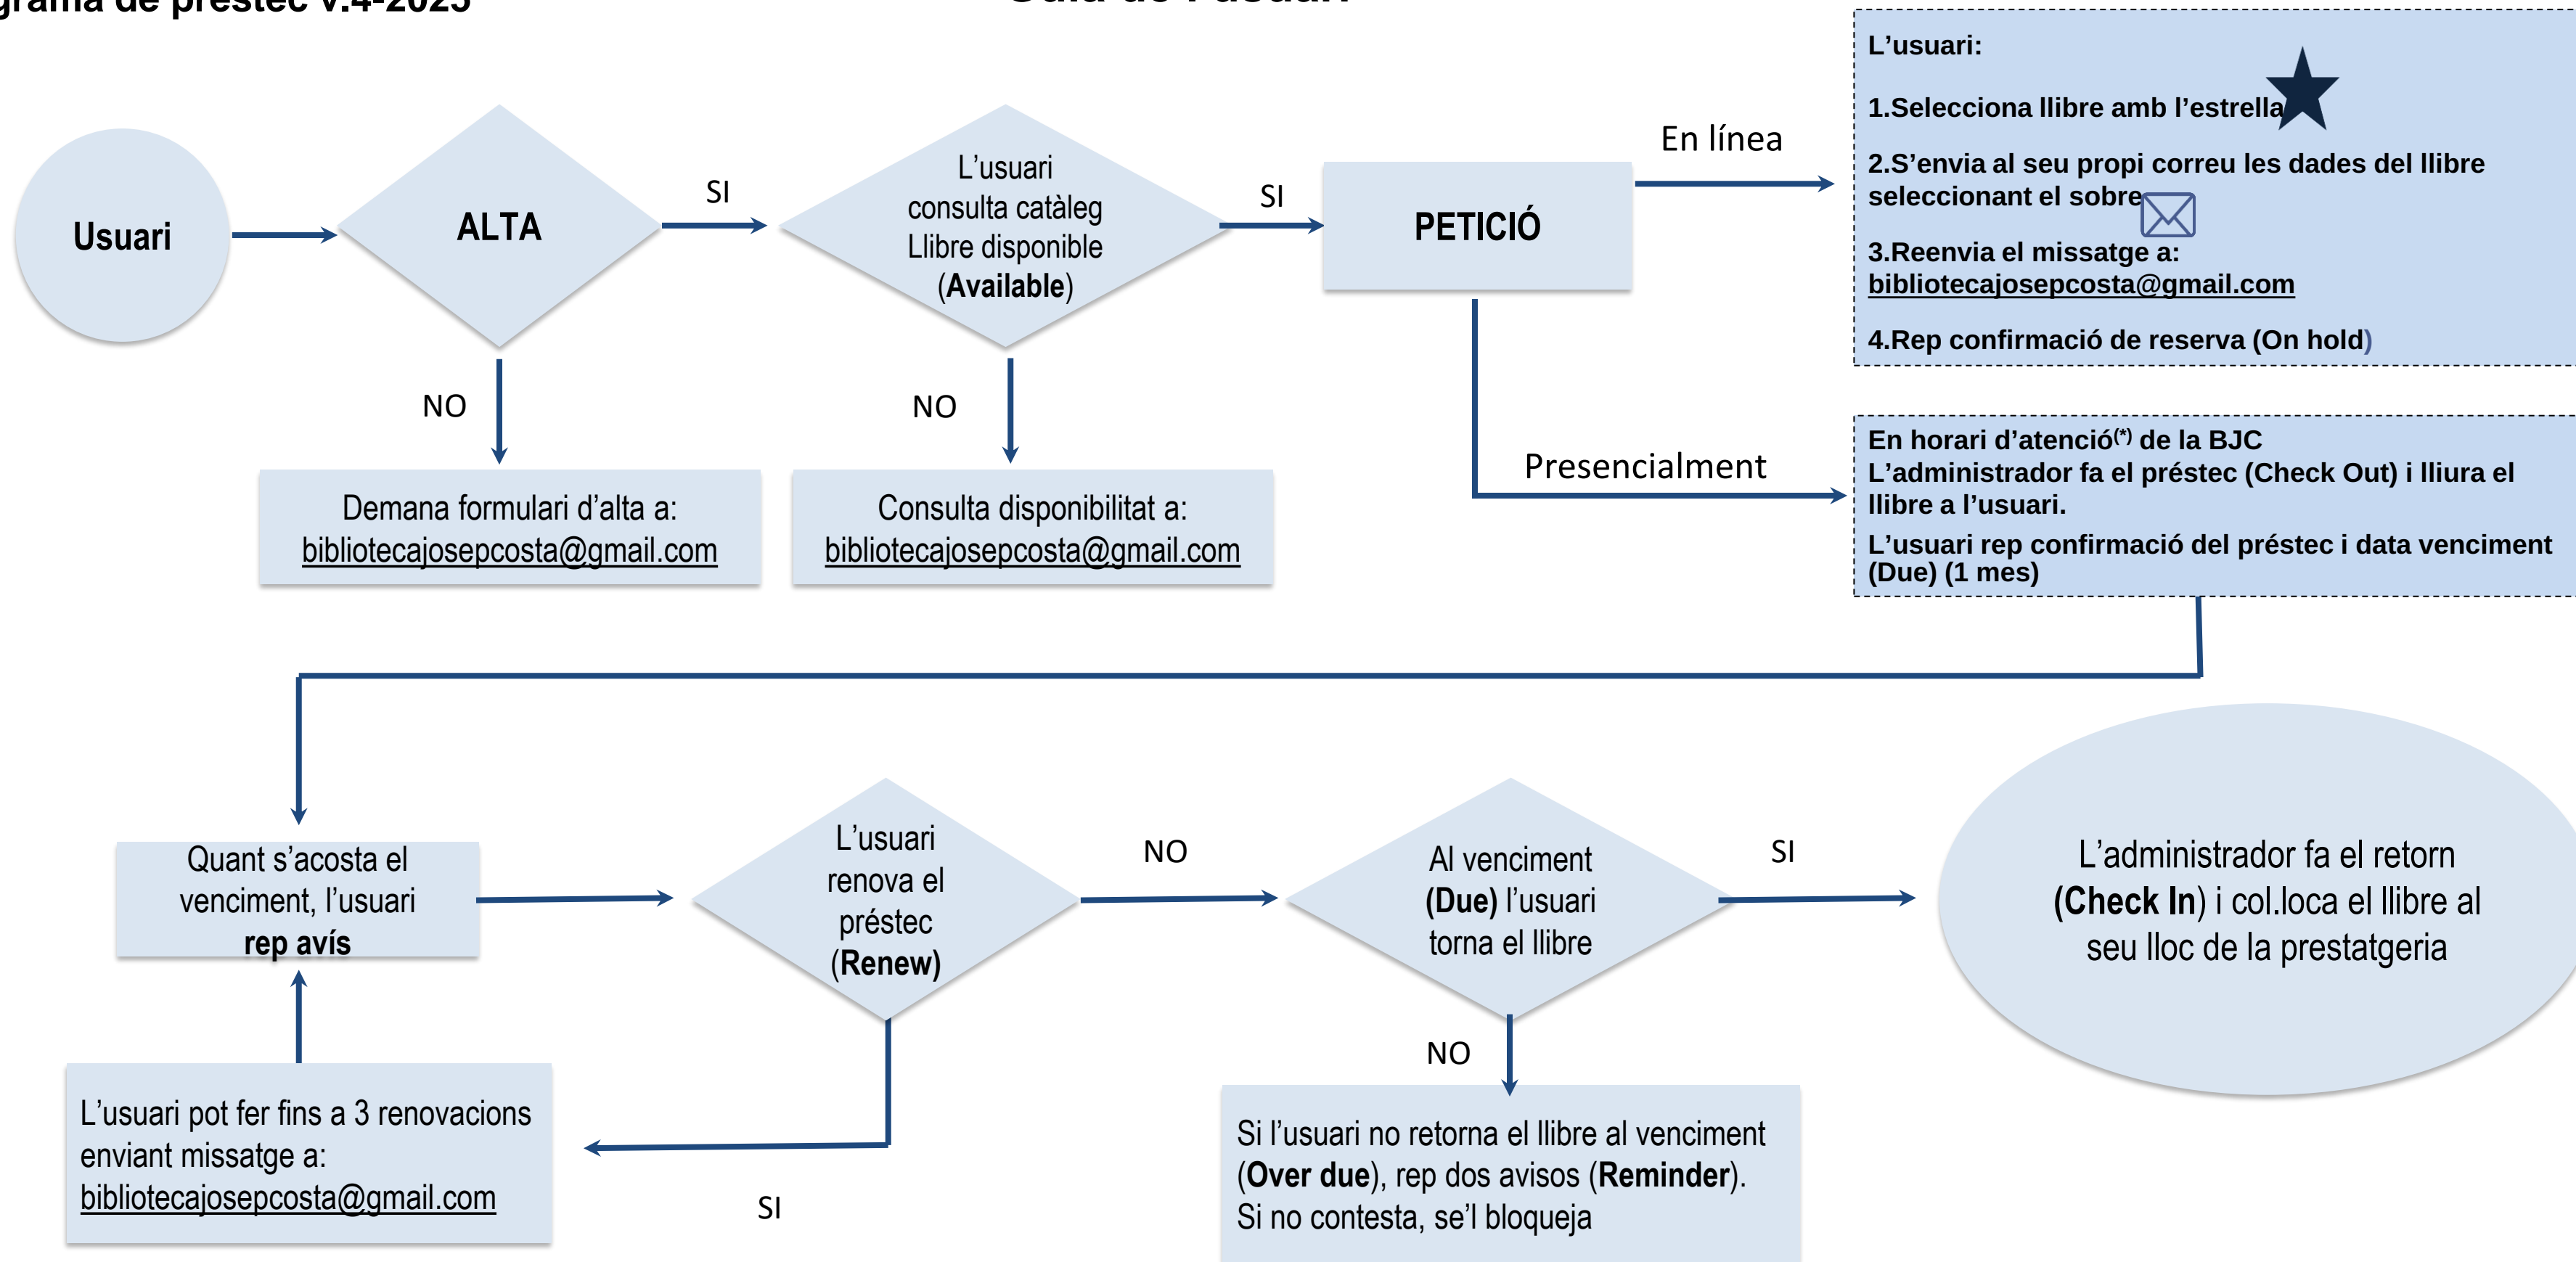 grama de préstec v.4-2025
L'usuari:
1.Selecciona llibre amb l'estrella
2.S'envia al seu propi correu les dades del llibre
seleccionant el sobre
3.Reenvia el missatge a:
bibliotecajosepcosta@gmail.com
4.Rep confirmació de reserva (On hold)
Usuari
ALTA
SI
L'usuari
consulta catàleg
Llibre disponible
(Available)
SI
PETICIÓ
En línea
NO
NO
Presencialment
Demana formulari d'alta a:
bibliotecajosepcosta@gmail.com
Consulta disponibilitat a:
bibliotecajosepcosta@gmail.com
En horari d'atenció(*) de la BJC
L'administrador fa el préstec (Check Out) i lliura el
llibre a l'usuari.
L'usuari rep confirmació del préstec i data venciment
(Due) (1 mes)
Quant s'acosta el
venciment, l'usuari
rep avís
L'usuari
renova el
préstec
(Renew)
NO
Al venciment
(Due) l'usuari
torna el llibre
SI
L'administrador fa el retorn
(Check In) i col.loca el llibre al
seu lloc de la prestatgeria
L'usuari pot fer fins a 3 renovacions
enviant missatge a:
bibliotecajosepcosta@gmail.com
SI
NO
Si l'usuari no retorna el llibre al venciment
(Over due), rep dos avisos (Reminder).
Si no contesta, se'l bloqueja